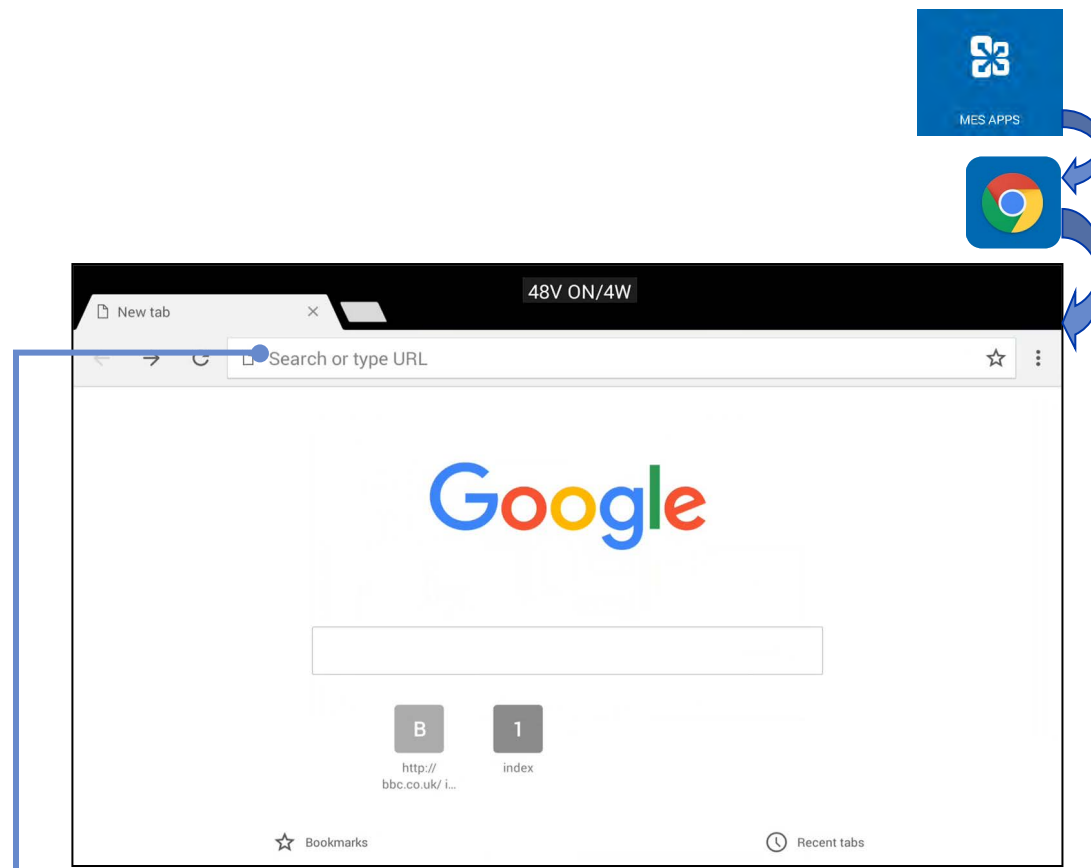 MES APPS
48V ON/4W
New tab
Search or type URL
Google
B
1
http://
bbc.co.uk/ i...
index
Bookmarks
Recent tabs